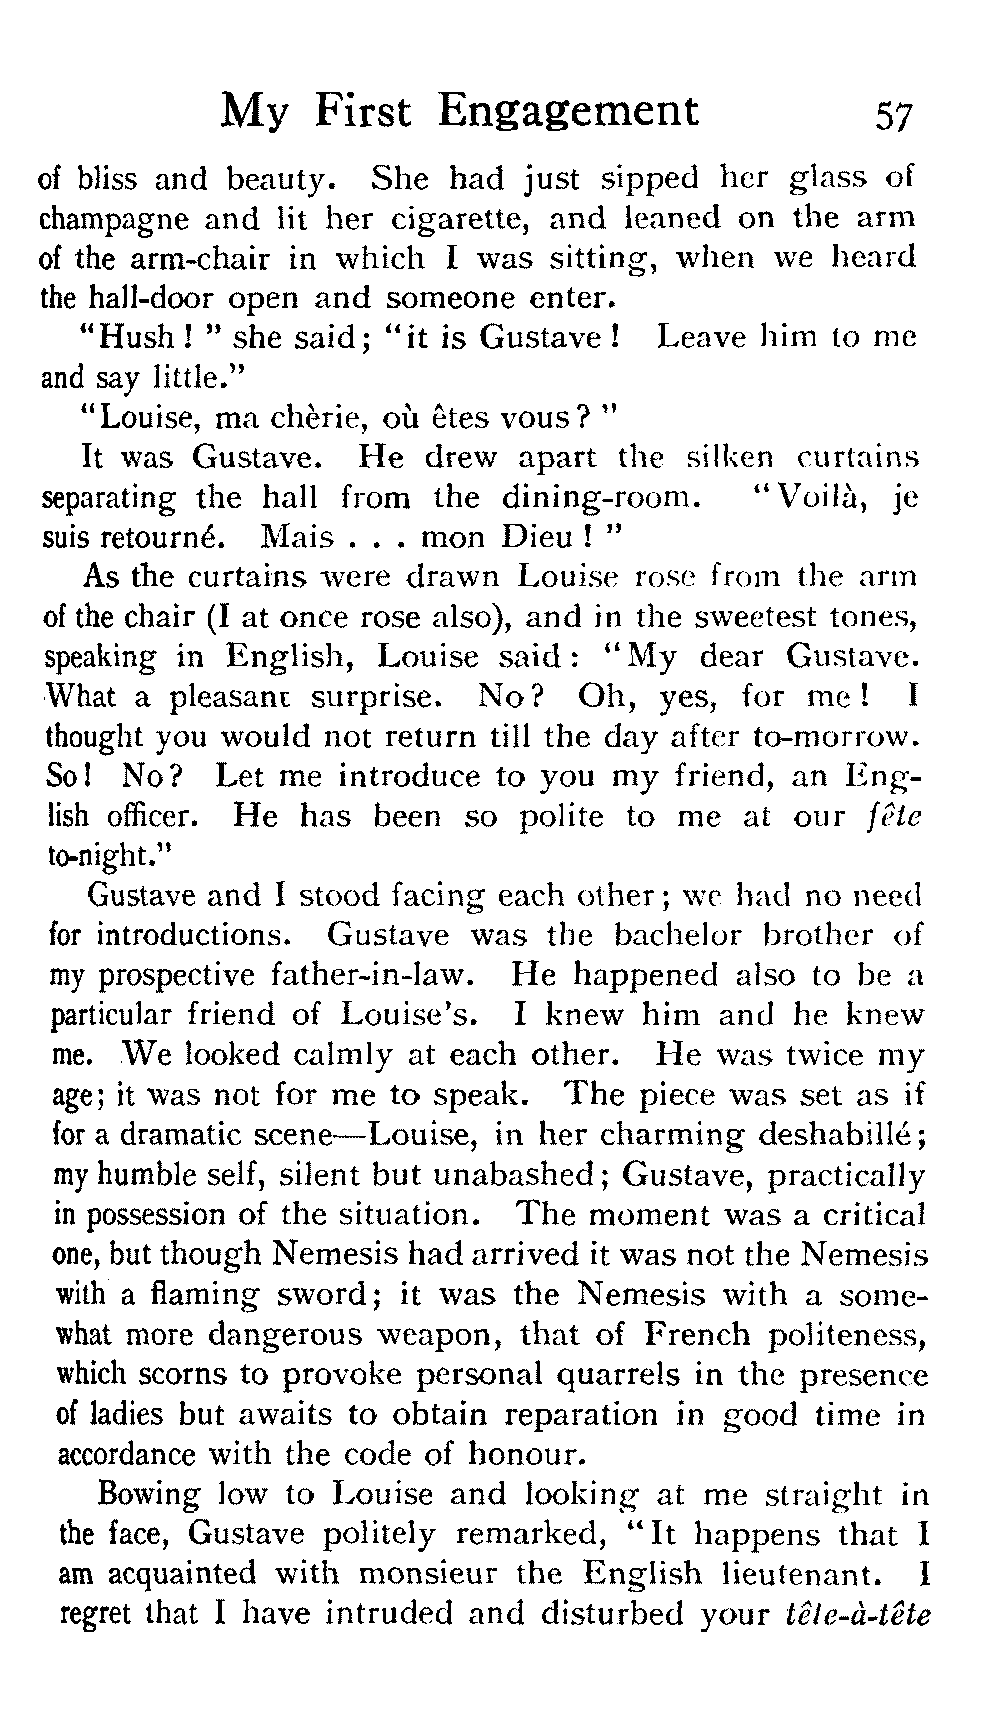 My First Engagement 57
of bliss and beauty. She had just sipped her glass of
champagne and lit her cigarette, and leaned on the arm
of the arm-chair in which I was sitting, when we heard
the hall-door open and someone enter.
"Hush ! " she said ; "it is Gustave ! Leave him to me
and say little."
"Louise, ma chèrie, où êtes vous ? "
It was Gustave. He drew apart the silken curtains
separating the hall from the dining-room. "Voilà, je
suis retourné. Mais . . . mon Dieu ! "
As the curtains were drawn Louise rose from the arm
of the chair (I at once rose also), and in the sweetest tones,
speaking in English, Louise said : "My dear Gustave.
What a pleasant surprise. No ? Oh, yes, for me ! I
thought you would not return till the day after to-morrow.
So! No? Let me introduce to you my friend, an Eng-
lish officer. He has been so polite to me at our fête
to-night."
Gustave and I stood facing each other ; we had no need
for introductions. Gustave was the bachelor brother of
my prospective father-in-law. He happened also to be a
particular friend of Louise's. I knew him and he knew
me. We looked calmly at each other. He was twice my
age; it was not for me to speak. The piece was set as if
for a dramatic scene—Louise, in her charming deshabillé ;
my humble self, silent but unabashed ; Gustave, practically
in possession of the situation. The moment was a critical
one, but though Nemesis had arrived it was not the Nemesis
with a flaming sword; it was the Nemesis with a some-
what more dangerous weapon, that of French politeness,
which scorns to provoke personal quarrels in the presence
of ladies but awaits to obtain reparation in good time in
accordance with the code of honour.
Bowing low to Louise and looking at me straight in
the face, Gustave politely remarked, "It happens that I
am acquainted with monsieur the English lieutenant. I
regret that I have intruded and disturbed your tête-à-tête